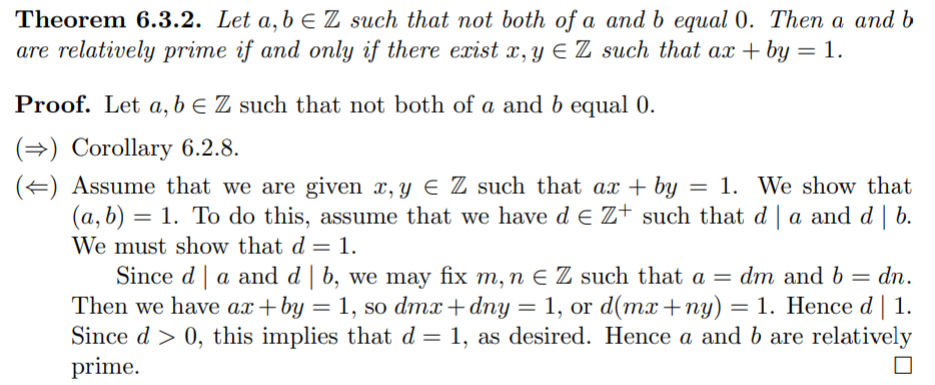 Theorem 6.3.2. Let a, b ∈ ℤ such that not both of a and b equal 0. Then a and b
are relatively prime if and only if there exist x, y ∈ ℤ such that ax + by = 1.
Proof. Let a, b ∈ ℤ such that not both of a and b equal 0.
(⇒) Corollary 6.2.8.
(⇐) Assume that we are given x, y ∈ ℤ such that ax + by = 1. We show that
(a, b) = 1. To do this, assume that we have d ∈ ℤ⁺ such that d | a and d | b.
We must show that d = 1.
Since d | a and d | b, we may fix m, n ∈ ℤ such that a = dm and b = dn.
Then we have ax + by = 1, so dmx + dny = 1, or d(mx + ny) = 1. Hence d | 1.
Since d > 0, this implies that d = 1, as desired. Hence a and b are relatively
prime. □